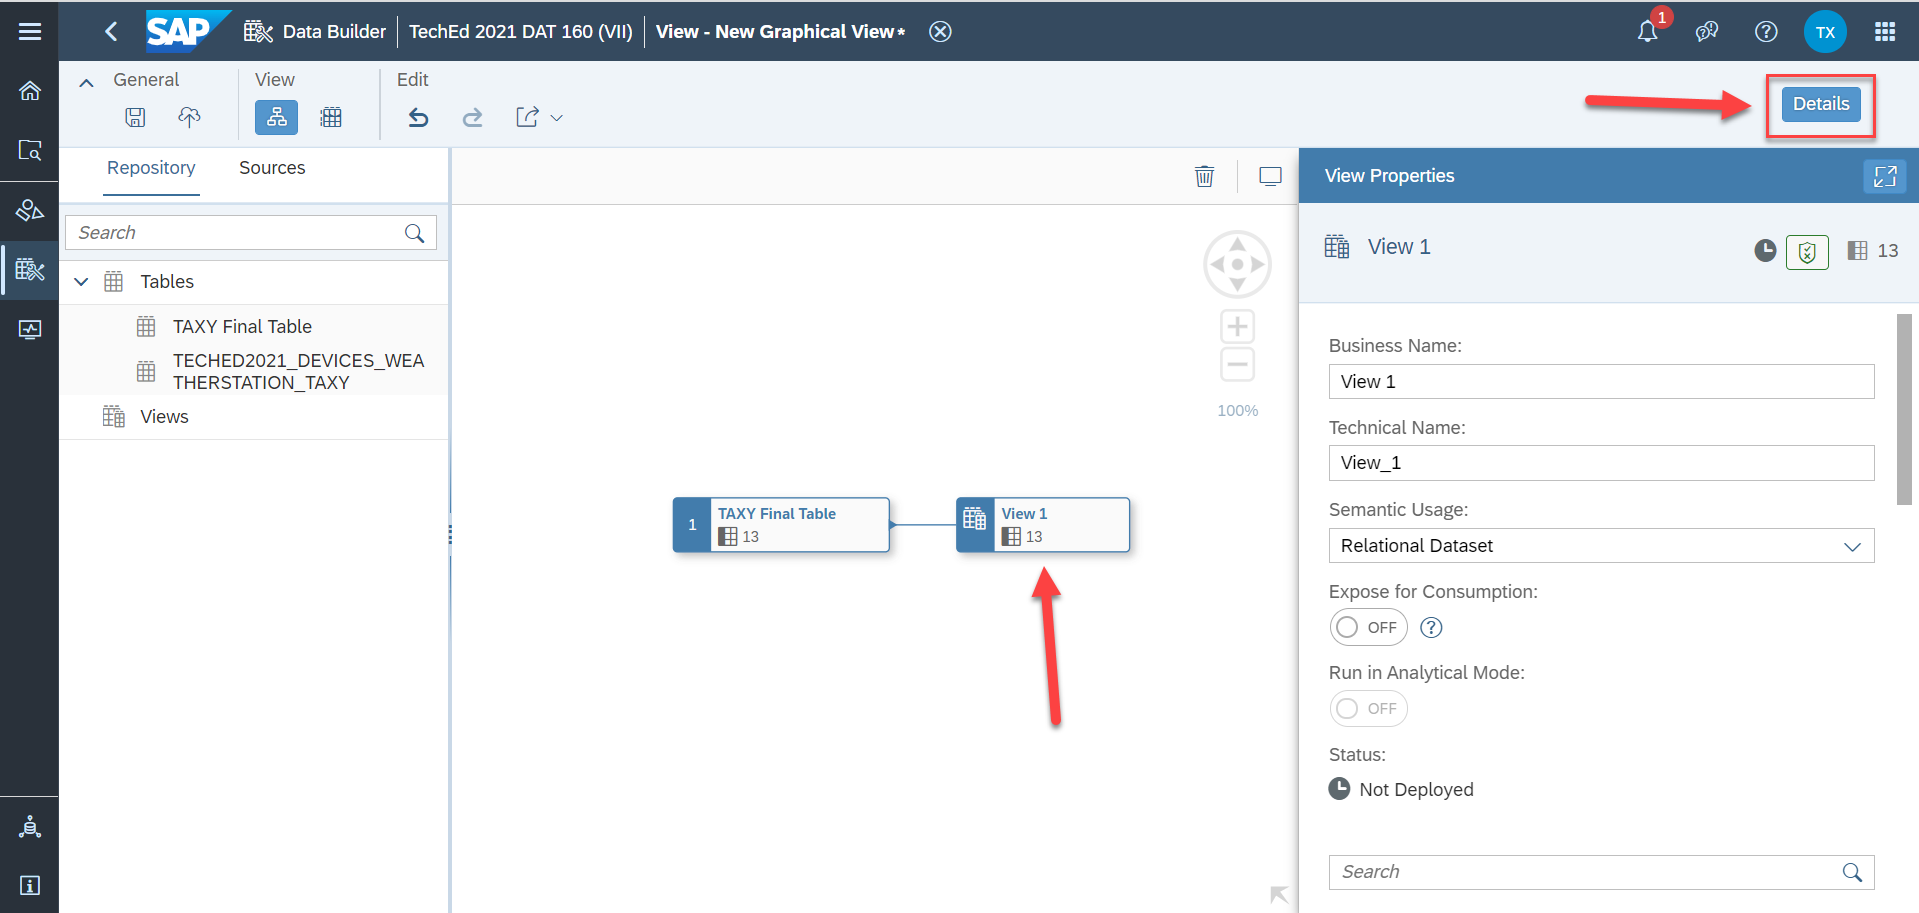 SAP
Data Builder
TechEd 2021 DAT 160 (VII)
View - New Graphical View*
1
TX
General
View
Edit
Details
Repository
Sources
Search
Tables
TAXY Final Table
TECHED2021_DEVICES_WEA
THERSTATION_TAXY
Views
100%
1
TAXY Final Table
13
View 1
13
View Properties
View 1
13
Business Name:
View 1
Technical Name:
View_1
Semantic Usage:
Relational Dataset
Expose for Consumption:
OFF
Run in Analytical Mode:
OFF
Status:
Not Deployed
Search